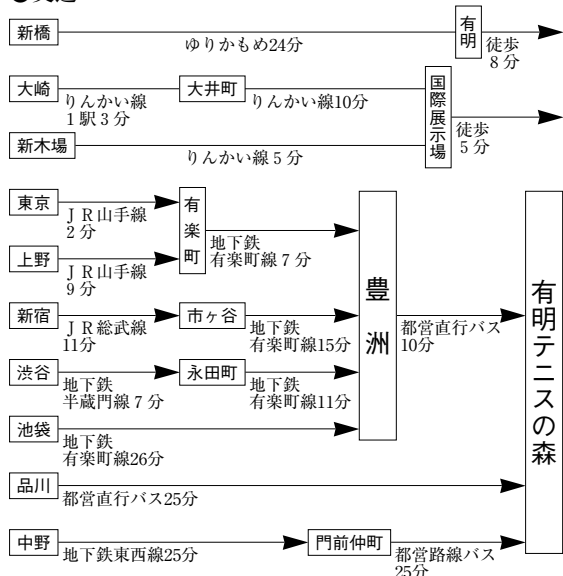 新橋
ゆりかもめ24分
有明
徒歩
8分
大崎
りんかい線
1駅3分
大井町
りんかい線10分
国際展示場
徒歩
5分
新木場
りんかい線5分
東京
JR山手線
2分
有楽町
地下鉄
有楽町線7分
上野
JR山手線
9分
新宿
JR総武線
11分
市ヶ谷
地下鉄
有楽町線15分
渋谷
地下鉄
半蔵門線7分
永田町
地下鉄
有楽町線11分
池袋
地下鉄
有楽町線26分
豊洲
都営直行バス
10分
品川
都営直行バス25分
中野
地下鉄東西線25分
門前仲町
都営路線バス
25分
有明テニスの森